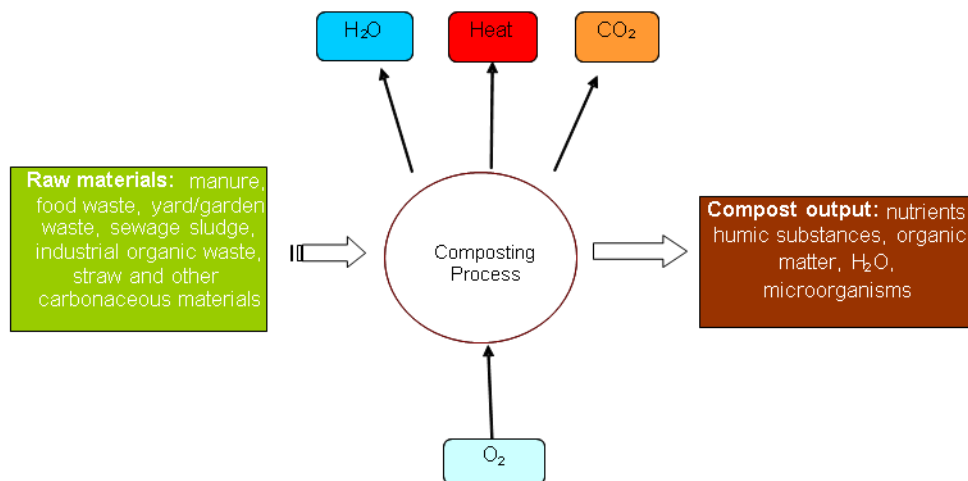 H₂O
Heat
CO₂
Raw materials: manure,
food waste, yard/garden
waste, sewage sludge,
industrial organic waste,
straw and other
carbonaceous materials
Composting
Process
Compost output: nutrients
humic substances, organic
matter, H₂O,
microorganisms
O₂